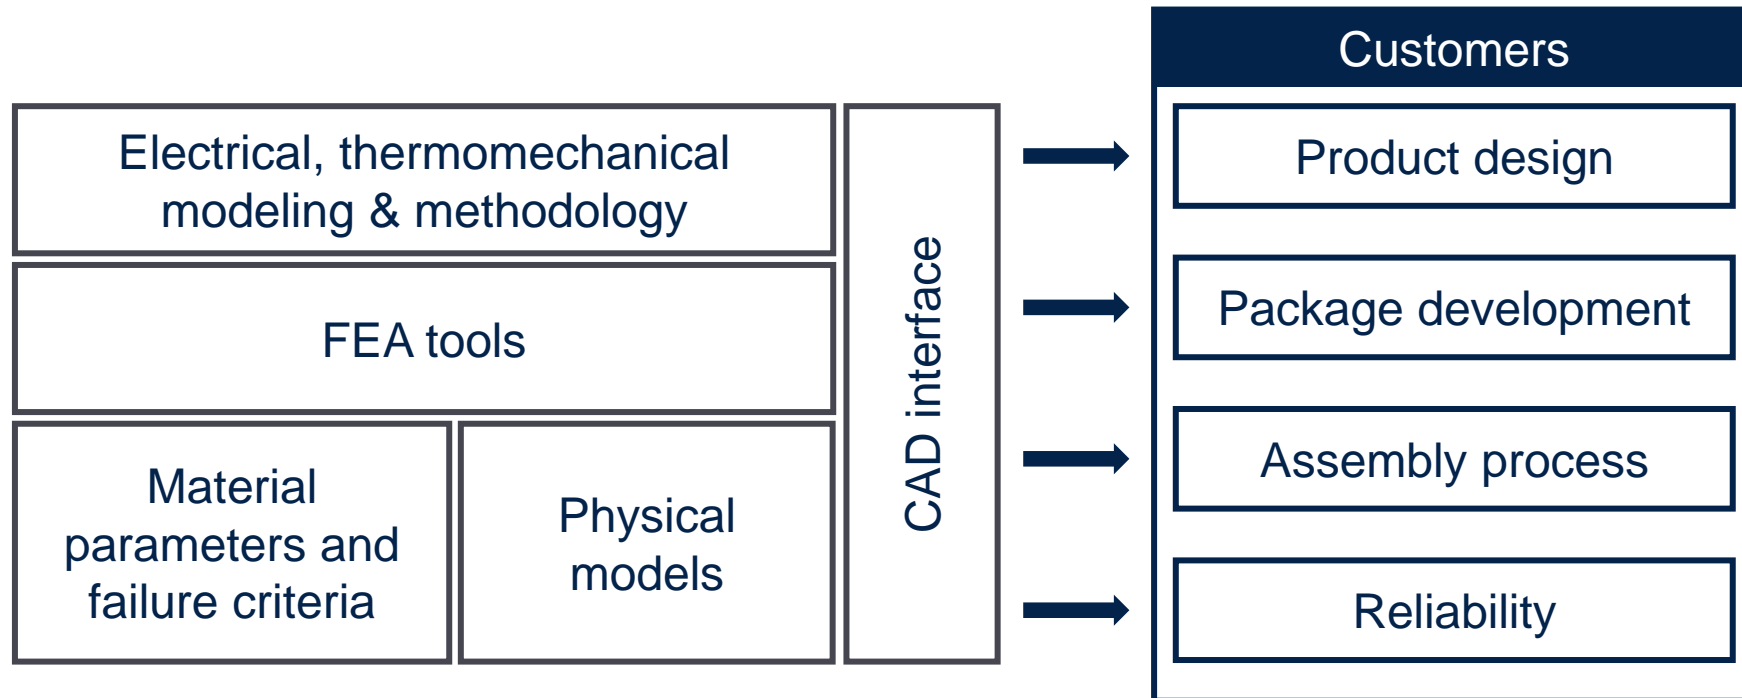 Customers
Electrical, thermomechanical
modeling & methodology
FEA tools
Material
parameters and
failure criteria
Physical
models
CAD interface
Product design
Package development
Assembly process
Reliability